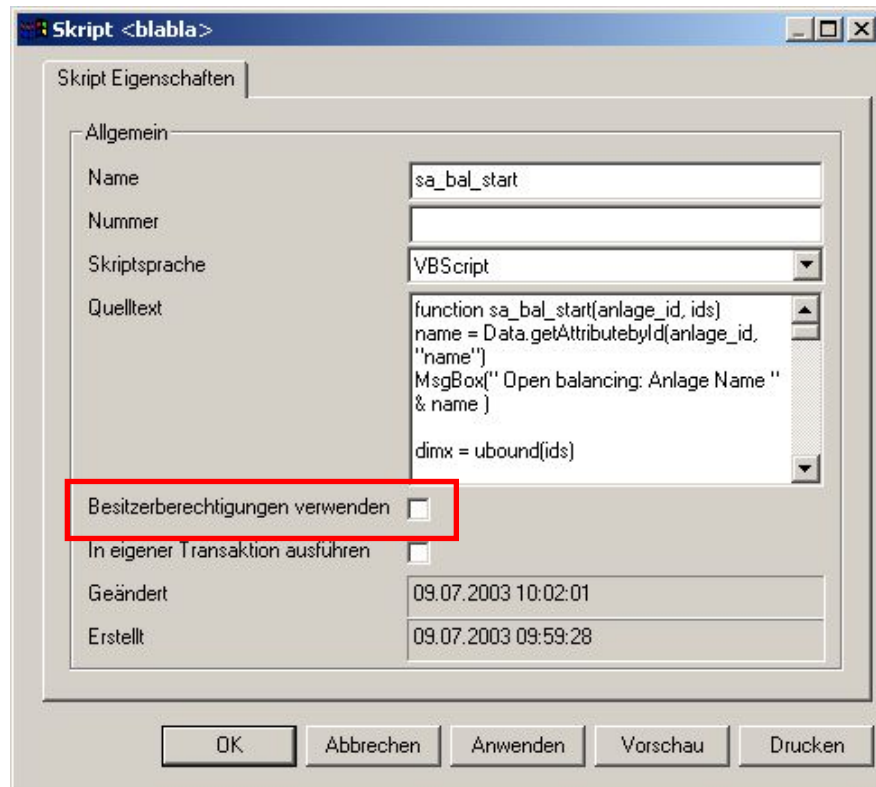 Skript <blabla>
Skript Eigenschaften
Allgemein
Name
sa_bal_start
Nummer
Skriptsprache
VBScript
Quelltext
function sa_bal_start(anlage_id, ids)
name = Data.getAttributebyId(anlage_id,
"name")
MsgBox(" Open balancing: Anlage Name "
& name )
dimx = ubound(ids)
Besitzerberechtigungen verwenden
In eigener Transaktion ausführen
Geändert
09.07.2003 10:02:01
Erstellt
09.07.2003 09:59:28
OK
Abbrechen
Anwenden
Vorschau
Drucken